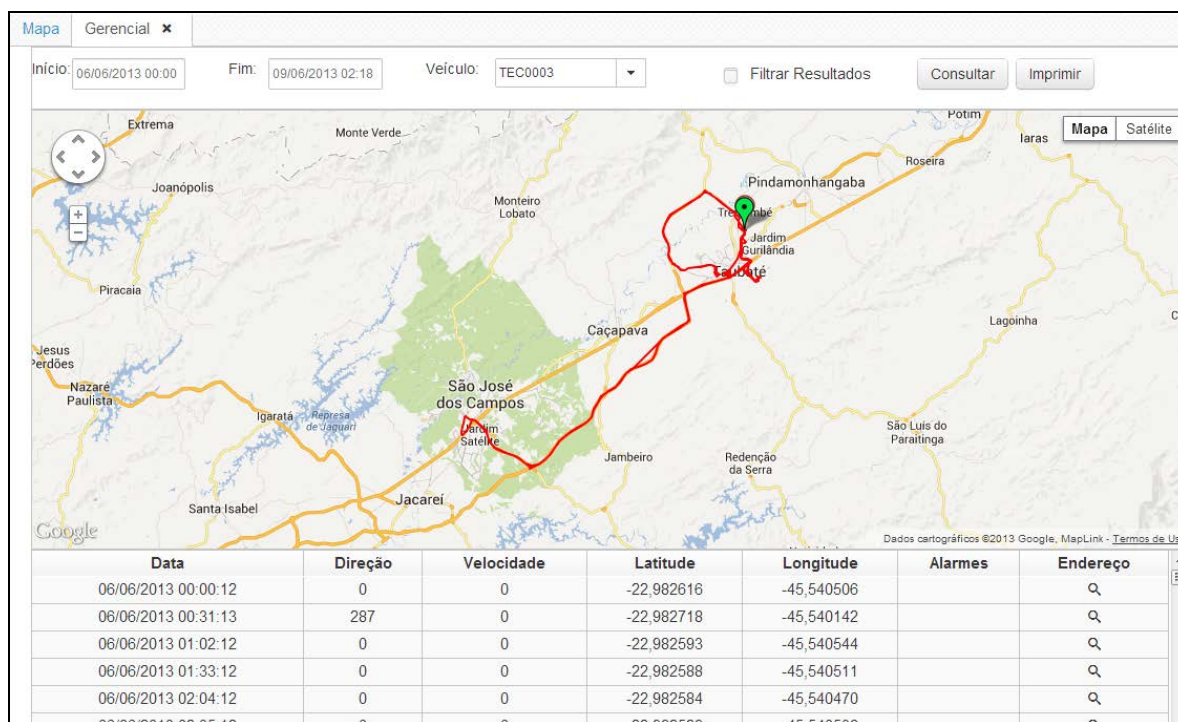 Mapa Gerencial ×
Início: 06/06/2013 00:00 Fim: 09/06/2013 02:18 Veículo: TEC0003 Filtrar Resultados Consultar Imprimir
Potim
Extrema
Monte Verde
Iaras
Mapa Satélite
Roseira
Joanópolis
Pindamonhangaba
Monteiro
Lobato
Jardim
Gurilândia
Taubaté
Piracaia
Lagoinha
Caçapava
Jesus
Perdões
Nazaré
Paulista
São José
dos Campos
Igaratá
Represa
de Jaguari
Jardim
Satélite
São Luís do
Paraitinga
Jambeiro
Redenção
da Serra
Jacareí
Santa Isabel
Google
Dados cartográficos ©2013 Google, MapLink - Termos de Us
Data Direção Velocidade Latitude Longitude Alarmes Endereço
06/06/2013 00:00:12 0 0 -22,982616 -45,540506
06/06/2013 00:31:13 287 0 -22,982718 -45,540142
06/06/2013 01:02:12 0 0 -22,982593 -45,540544
06/06/2013 01:33:12 0 0 -22,982588 -45,540511
06/06/2013 02:04:12 0 0 -22,982584 -45,540470